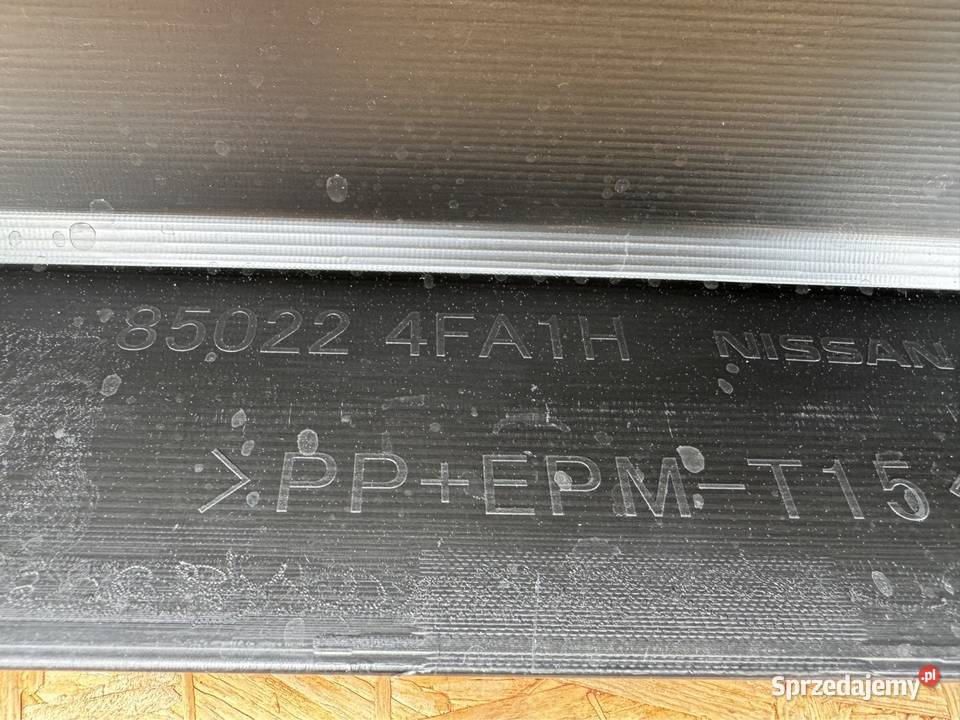 85022 4FA1H NISSAN
>PP+EPM-T15<
Sprzedajemy.pl